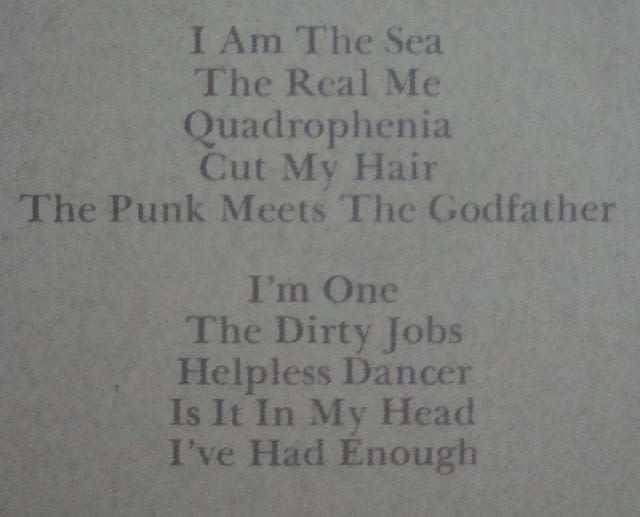 I Am The Sea
The Real Me
Quadrophenia
Cut My Hair
The Punk Meets The Godfather
I'm One
The Dirty Jobs
Helpless Dancer
Is It In My Head
I've Had Enough